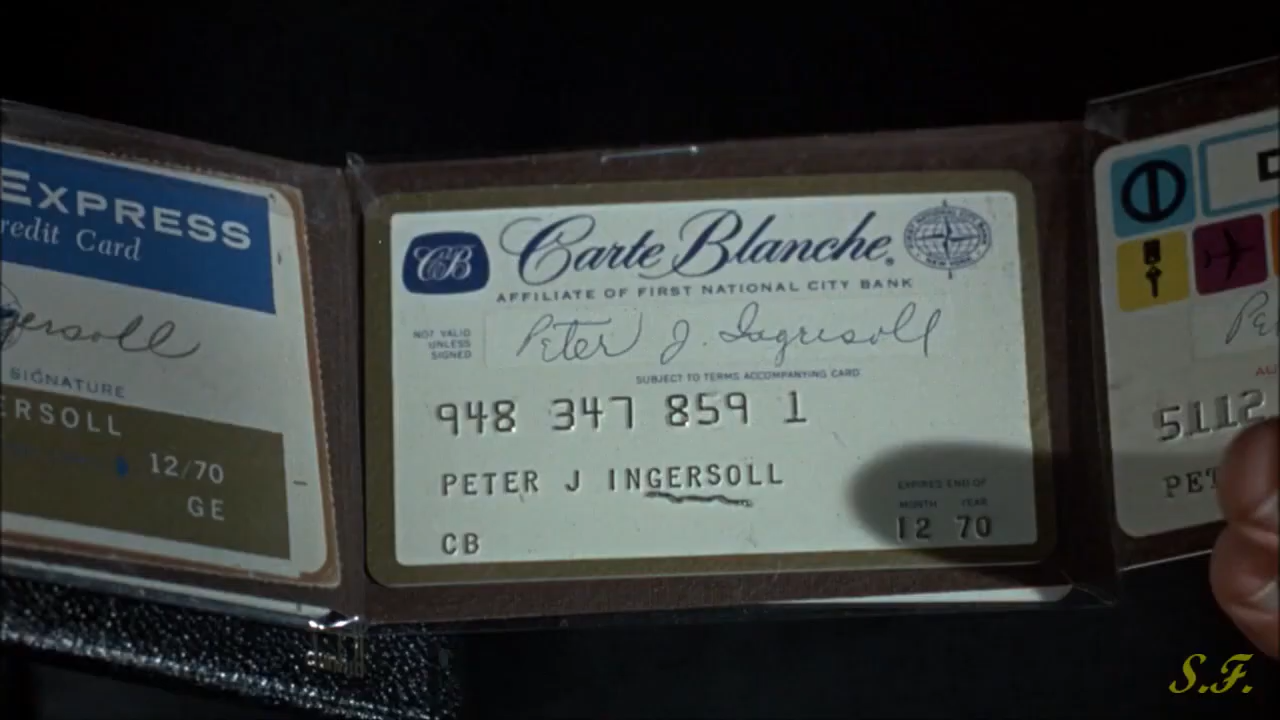 EXPRESS
redit Card
gersoll
SIGNATURE
ERSOLL
12/70
GE
CB
Carte Blanche
AFFILIATE OF FIRST NATIONAL CITY BANK
NOT VALID
UNLESS
SIGNED
Peter J. Ingersoll
SUBJECT TO TERMS ACCOMPANYING CARD
948 347 859 1
PETER J INGERSOLL
EXPIRES END OF
MONTH YEAR
12 70
CB
5112
PET
S.F.